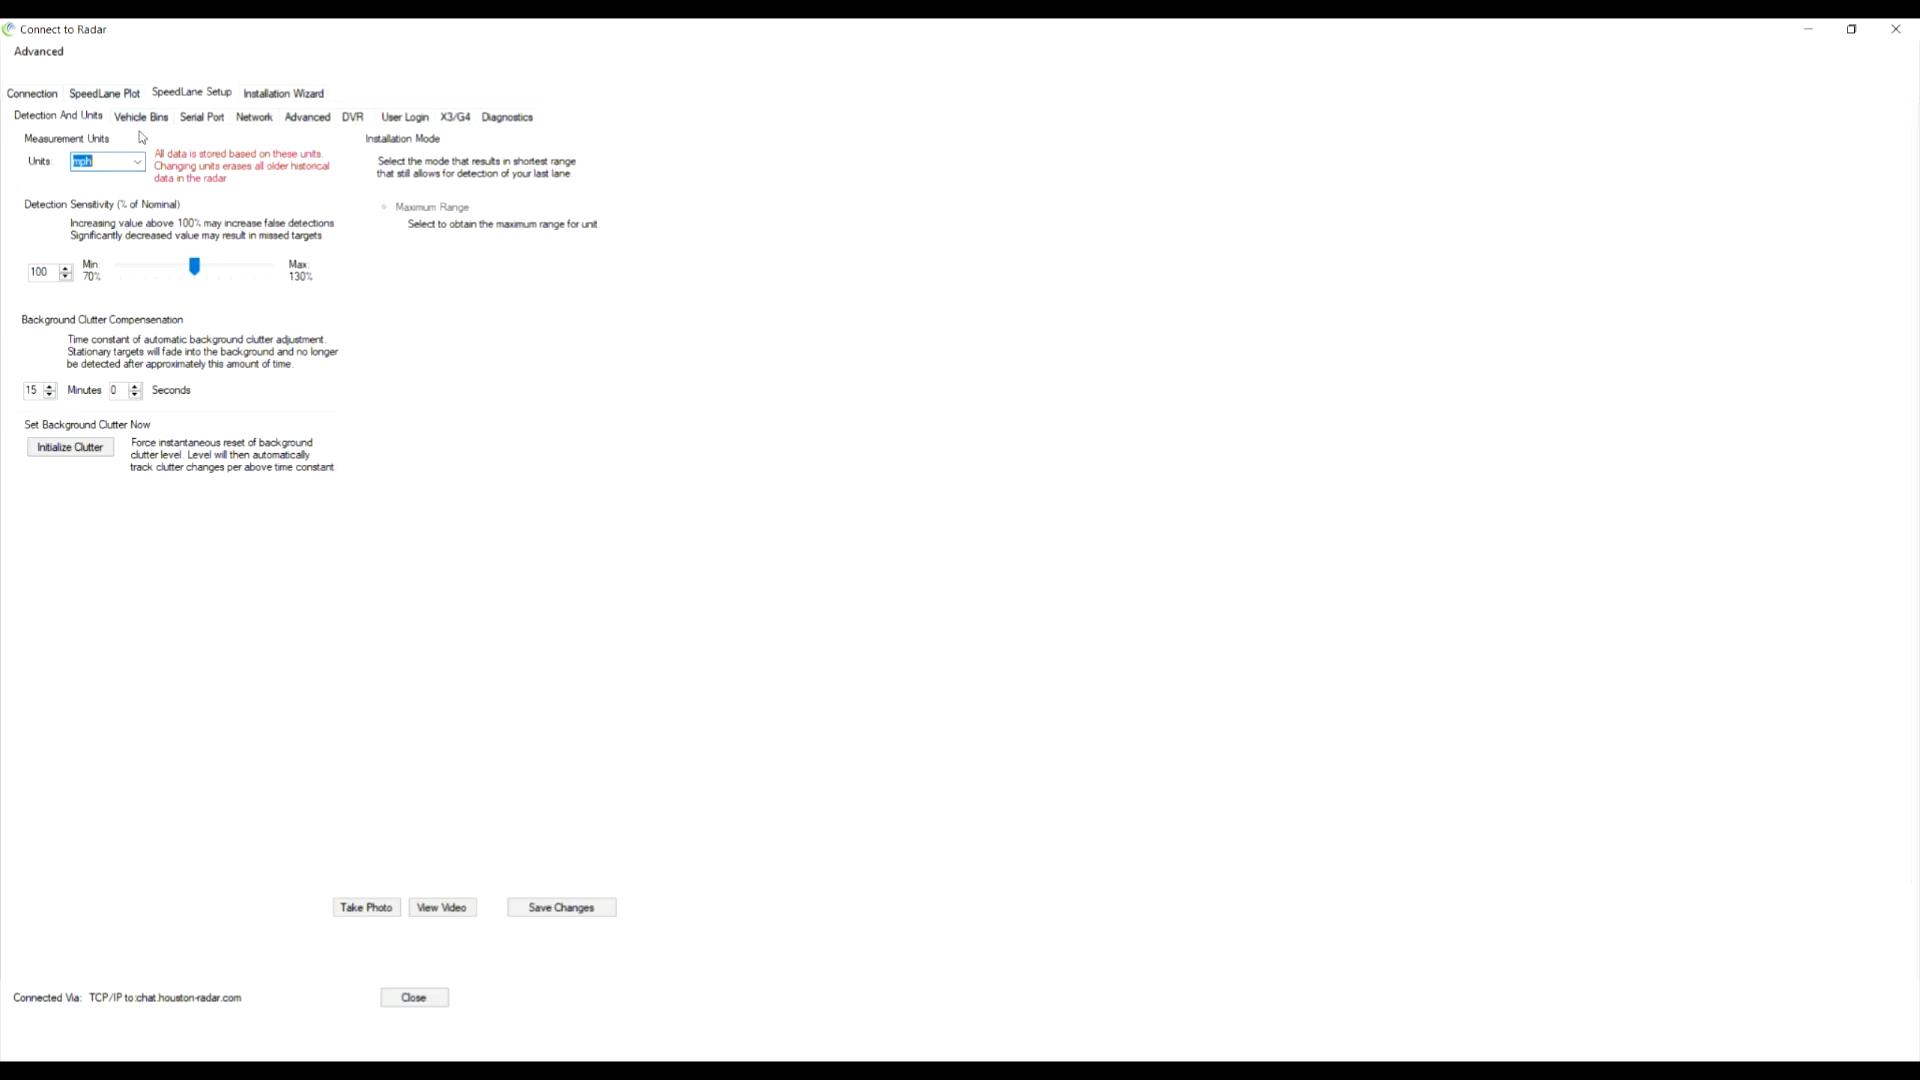 Connect to Radar
Advanced
Connection SpeedLane Plot SpeedLane Setup Installation Wizard
Detection And Units Vehicle Bins Serial Port Network Advanced DVR User Login X3/G4 Diagnostics
Measurement Units
Units: mph
All data is stored based on these units.
Changing units erases all older historical
data in the radar
Detection Sensitivity (% of Nominal)
Increasing value above 100% may increase false detections
Significantly decreased value may result in missed targets
100 Min: 70% Max: 130%
Background Clutter Compensenation
Time constant of automatic background clutter adjustment.
Stationary targets will fade into the background and no longer
be detected after approximately this amount of time.
15 Minutes 0 Seconds
Set Background Clutter Now
Initialize Clutter
Force instantaneous reset of background
clutter level. Level will then automatically
track clutter changes per above time constant
Installation Mode
Select the mode that results in shortest range
that still allows for detection of your last lane
Maximum Range
Select to obtain the maximum range for unit
Take Photo View Video Save Changes
Connected Via: TCP/IP to:chat.houston-radar.com Close